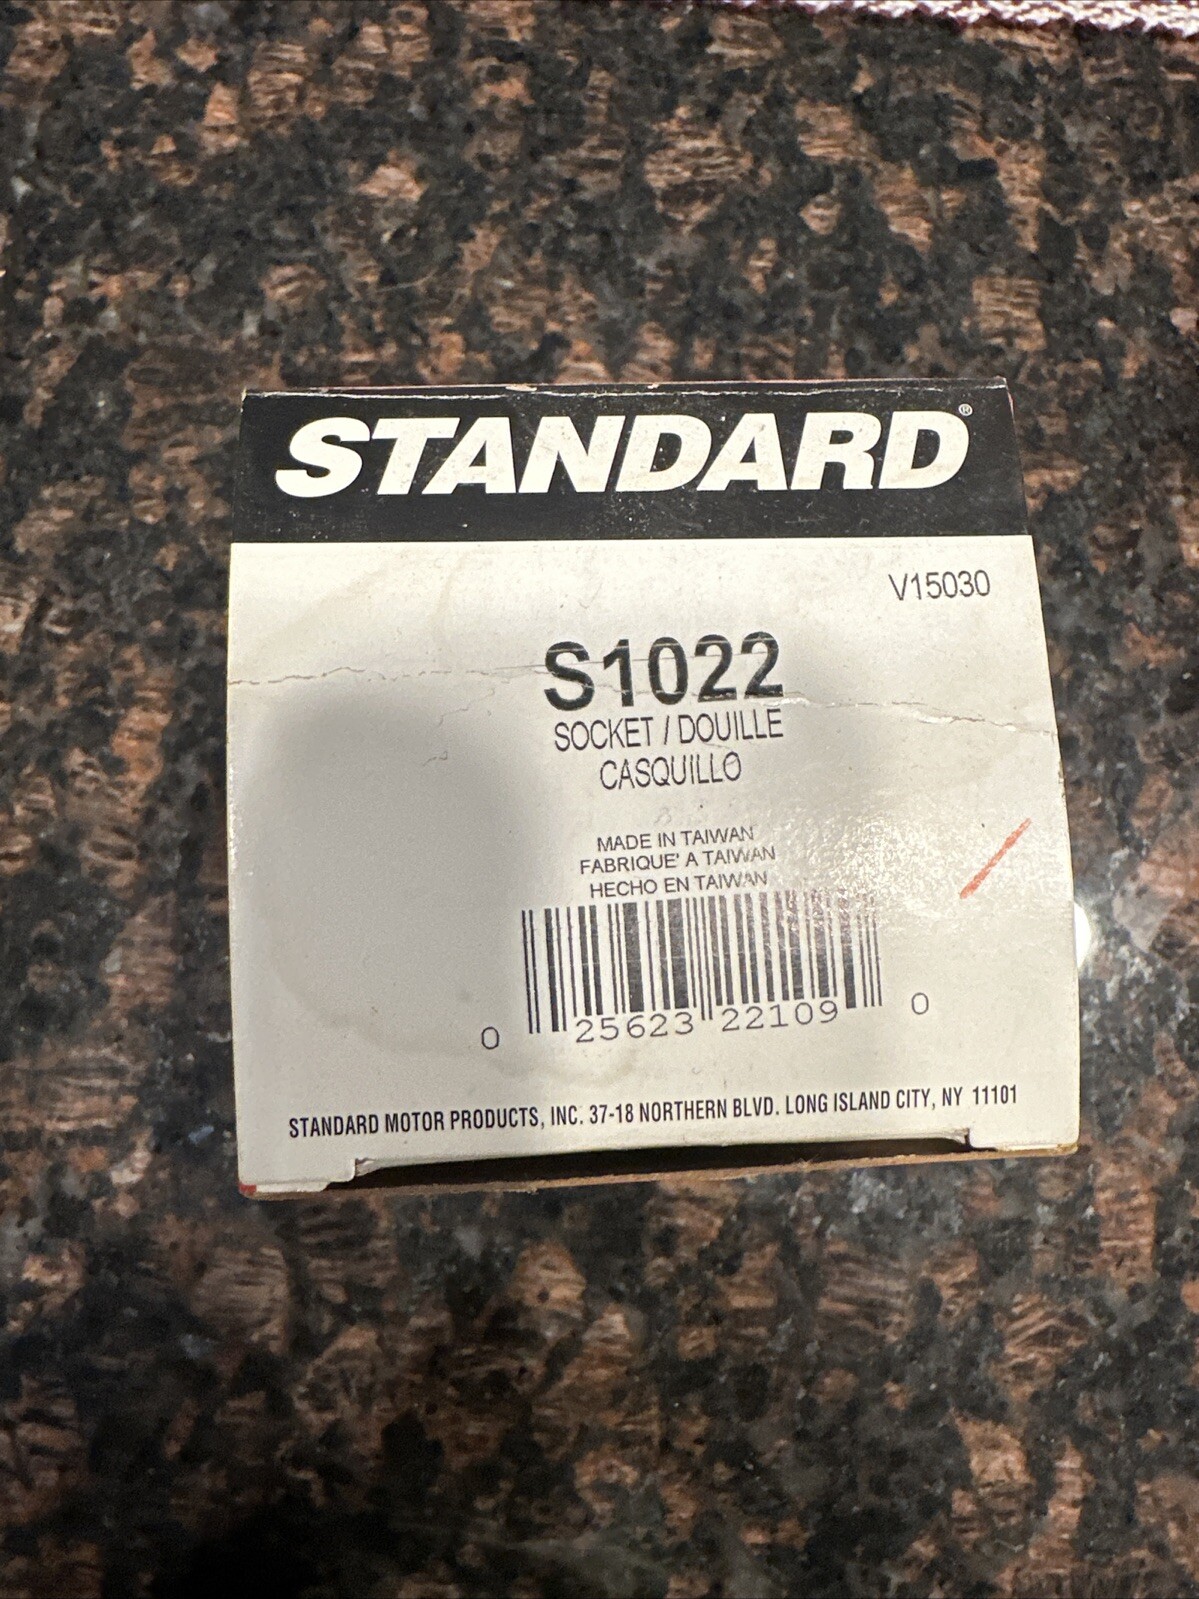 STANDARD®
V15030
S1022
SOCKET / DOUILLE
CASQUILLO
MADE IN TAIWAN
FABRIQUE' A TAIWAN
HECHO EN TAIWAN
0 25623 22109 0
STANDARD MOTOR PRODUCTS, INC. 37-18 NORTHERN BLVD. LONG ISLAND CITY, NY 11101